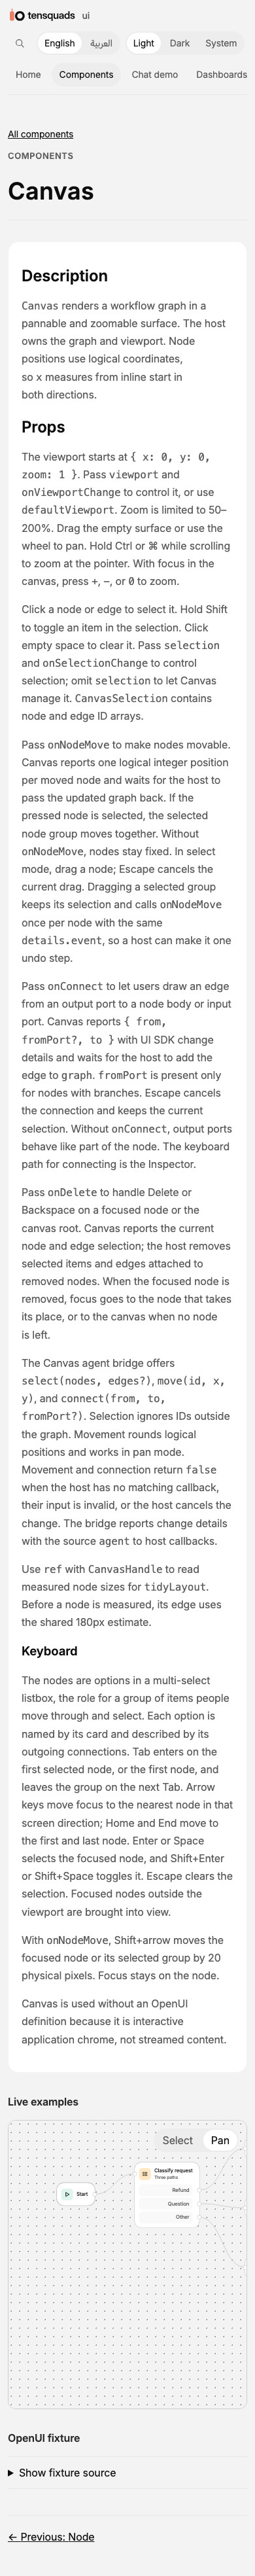 tensquads ui
English العربية Light Dark System
Home Components Chat demo Dashboards
All components
COMPONENTS
Canvas
Description
Canvas renders a workflow graph in a
pannable and zoomable surface. The host
owns the graph and viewport. Node
positions use logical coordinates,
so x measures from inline start in
both directions.
Props
The viewport starts at { x: 0, y: 0,
zoom: 1 }. Pass viewport and
onViewportChange to control it, or use
defaultViewport. Zoom is limited to 50–
200%. Drag the empty surface or use the
wheel to pan. Hold Ctrl or ⌘ while scrolling
to zoom at the pointer. With focus in the
canvas, press +, −, or 0 to zoom.
Click a node or edge to select it. Hold Shift
to toggle an item in the selection. Click
empty space to clear it. Pass selection
and onSelectionChange to control
selection; omit selection to let Canvas
manage it. CanvasSelection contains
node and edge ID arrays.
Pass onNodeMove to make nodes movable.
Canvas reports one logical integer position
per moved node and waits for the host to
pass the updated graph back. If the
pressed node is selected, the selected
node group moves together. Without
onNodeMove, nodes stay fixed. In select
mode, drag a node; Escape cancels the
current drag. Dragging a selected group
keeps its selection and calls onNodeMove
once per node with the same
details.event, so a host can make it one
undo step.
Pass onConnect to let users draw an edge
from an output port to a node body or input
port. Canvas reports { from,
fromPort?, to } with UI SDK change
details and waits for the host to add the
edge to graph. fromPort is present only
for nodes with branches. Escape cancels
the connection and keeps the current
selection. Without onConnect, output ports
behave like part of the node. The keyboard
path for connecting is the Inspector.
Pass onDelete to handle Delete or
Backspace on a focused node or the
canvas root. Canvas reports the current
node and edge selection; the host removes
selected items and edges attached to
removed nodes. When the focused node is
removed, focus goes to the node that takes
its place, or to the canvas when no node
is left.
The Canvas agent bridge offers
select(nodes, edges?), move(id, x,
y), and connect(from, to,
fromPort?). Selection ignores IDs outside
the graph. Movement rounds logical
positions and works in pan mode.
Movement and connection return false
when the host has no matching callback,
their input is invalid, or the host cancels the
change. The bridge reports change details
with the source agent to host callbacks.
Use ref with CanvasHandle to read
measured node sizes for tidyLayout.
Before a node is measured, its edge uses
the shared 180px estimate.
Keyboard
The nodes are options in a multi-select
listbox, the role for a group of items people
move through and select. Each option is
named by its card and described by its
outgoing connections. Tab enters on the
first selected node, or the first node, and
leaves the group on the next Tab. Arrow
keys move focus to the nearest node in that
screen direction; Home and End move to
the first and last node. Enter or Space
selects the focused node, and Shift+Enter
or Shift+Space toggles it. Escape clears the
selection. Focused nodes outside the
viewport are brought into view.
With onNodeMove, Shift+arrow moves the
focused node or its selected group by 20
physical pixels. Focus stays on the node.
Canvas is used without an OpenUI
definition because it is interactive
application chrome, not streamed content.
Live examples
Select Pan
Classify request
Three paths
Start
Refund
Question
Other
OpenUI fixture
▶ Show fixture source
← Previous: Node